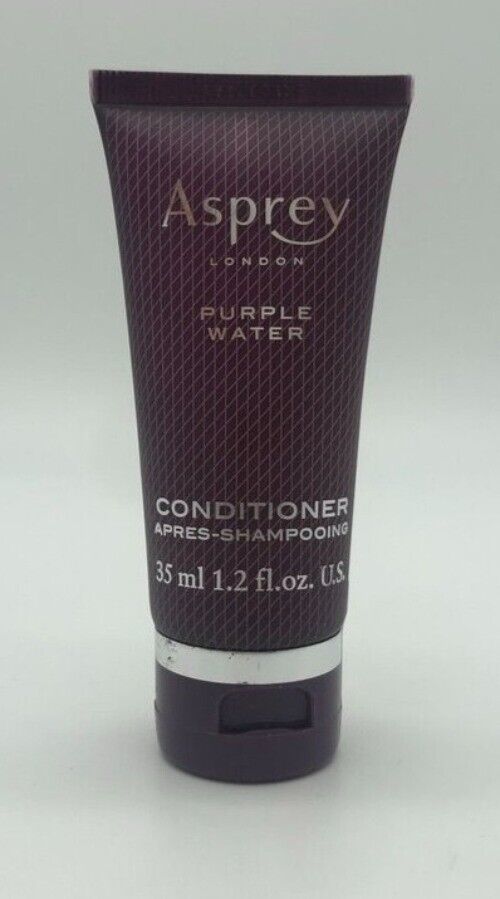 Asprey
LONDON
PURPLE
WATER
CONDITIONER
APRES-SHAMPOOING
35 ml 1.2 fl.oz. U.S.